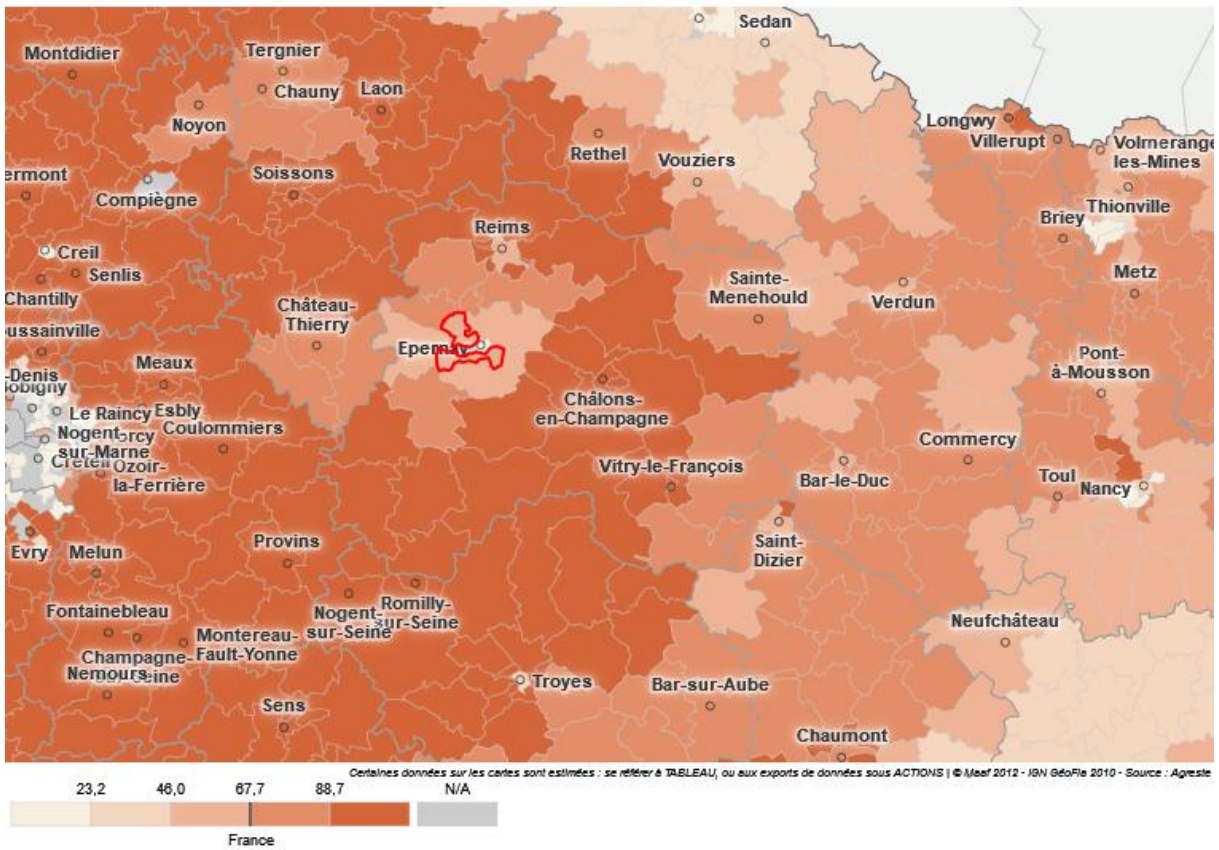 Sedan
Montdidier
Tergnier
Chauny
Laon
Noyon
Longwy
Villerupt
Volmerange-
les-Mines
Rethel
Vouziers
Soissons
Compiègne
Thionville
Briey
Reims
Creil
Senlis
Metz
Sainte-
Menehould
Verdun
Chantilly
Château-
Thierry
Epernay
Meaux
Pont-
à-Mousson
Le Raincy
Esbly
Châlons-
en-Champagne
Nogent-
sur-Marne
Coulommiers
Commercy
Créteil
Ozoir-
la-Ferrière
Vitry-le-François
Bar-le-Duc
Toul
Nancy
Evry
Melun
Provins
Saint-
Dizier
Fontainebleau
Nogent-
sur-Seine
Romilly-
sur-Seine
Neufchâteau
Montereau-
Fault-Yonne
Champagne-
sur-Seine
Nemours
Troyes
Bar-sur-Aube
Sens
Chaumont
Certaines données sur les cartes sont estimées : se référer à TABLEAU, ou aux exports de données sous ACTIONS | © Maaf 2012 - IGN GéoFla 2010 - Source : Agreste
23,2 46,0 67,7 88,7 N/A
France